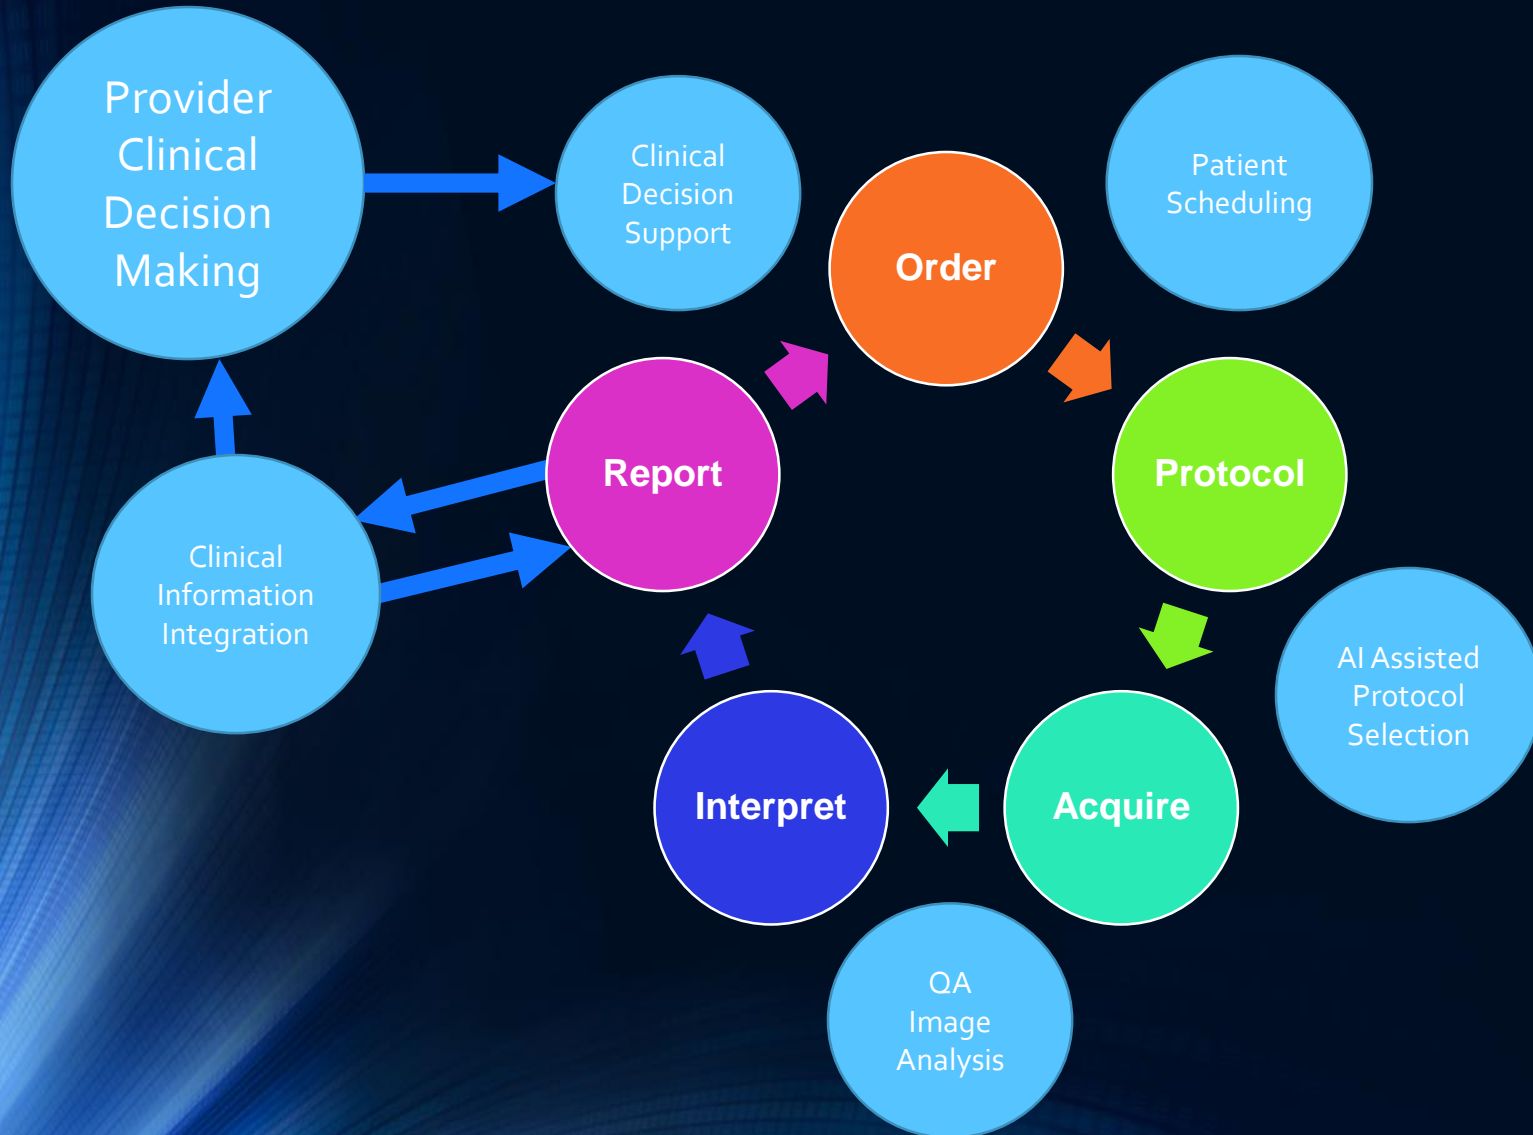 Provider
Clinical
Decision
Making
Clinical
Decision
Support
Order
Patient
Scheduling
Report
Protocol
Clinical
Information
Integration
AI Assisted
Protocol
Selection
Interpret
Acquire
QA
Image
Analysis